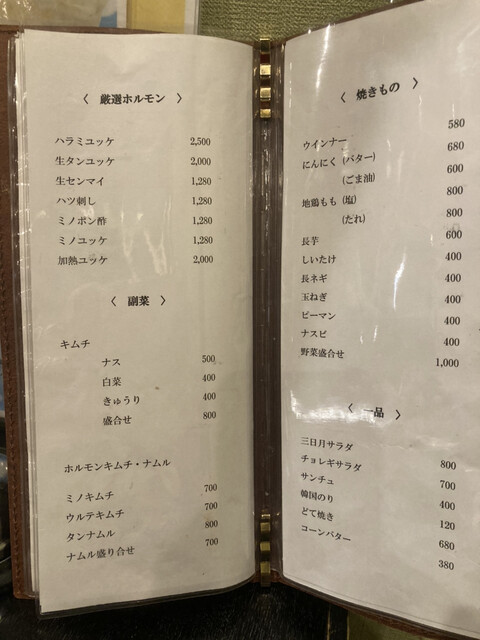 〈 厳選ホルモン 〉
ハラミユッケ 2,500
生タンユッケ 2,000
生センマイ 1,280
ハツ刺し 1,280
ミノポン酢 1,280
ミノユッケ 1,280
加熱ユッケ 2,000
〈 副菜 〉
キムチ
ナス 500
白菜 400
きゅうり 400
盛合せ 800
ホルモンキムチ・ナムル
ミノキムチ 700
ウルテキムチ 700
タンナムル 800
ナムル盛り合せ 700
〈 焼きもの 〉
ウインナー 580
にんにく (バター) 680
(ごま油) 600
地鶏もも (塩) 800
(たれ) 800
長芋 600
しいたけ 400
長ネギ 400
玉ねぎ 400
ピーマン 400
ナスビ 400
野菜盛合せ 1,000
〈 一品 〉
三日月サラダ 800
チョレギサラダ 700
サンチュ 400
韓国のり 120
どて焼き 680
コーンバター 380